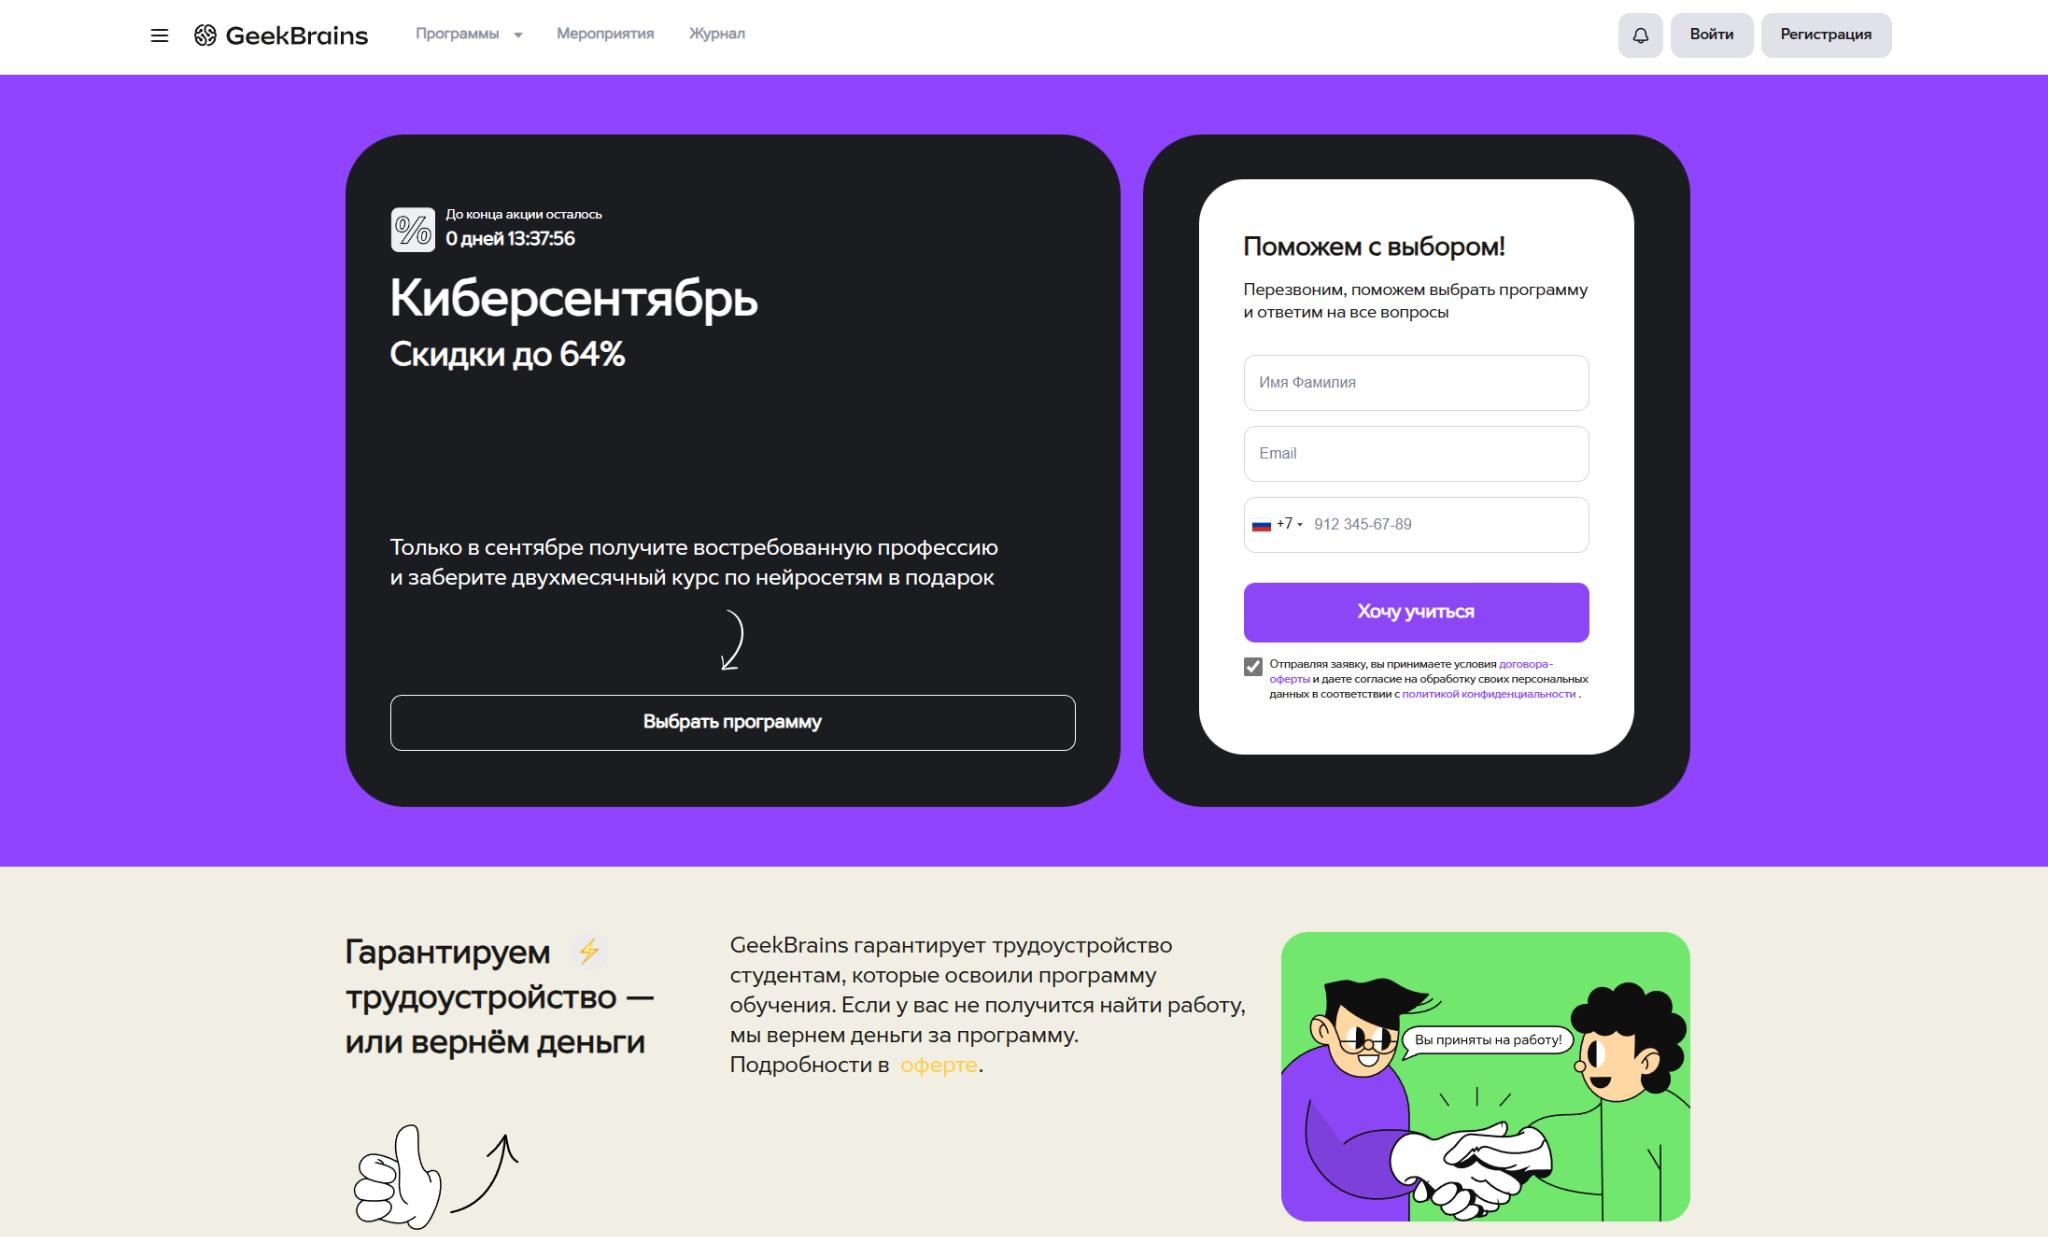 GeekBrains
Программы
Мероприятия
Журнал
Войти
Регистрация
%
До конца акции осталось
0 дней 13:37:56
Киберсентябрь
Скидки до 64%
Только в сентябре получите востребованную профессию
и заберите двухмесячный курс по нейросетям в подарок
Выбрать программу
Поможем с выбором!
Перезвоним, поможем выбрать программу
и ответим на все вопросы
Имя Фамилия
Email
+7 912 345-67-89
Хочу учиться
Отправляя заявку, вы принимаете условия договора-
оферты и даете согласие на обработку своих персональных
данных в соответствии с политикой конфиденциальности .
Гарантируем
трудоустройство —
или вернём деньги
GeekBrains гарантирует трудоустройство
студентам, которые освоили программу
обучения. Если у вас не получится найти работу,
мы вернем деньги за программу.
Подробности в оферте.
Вы приняты на работу!